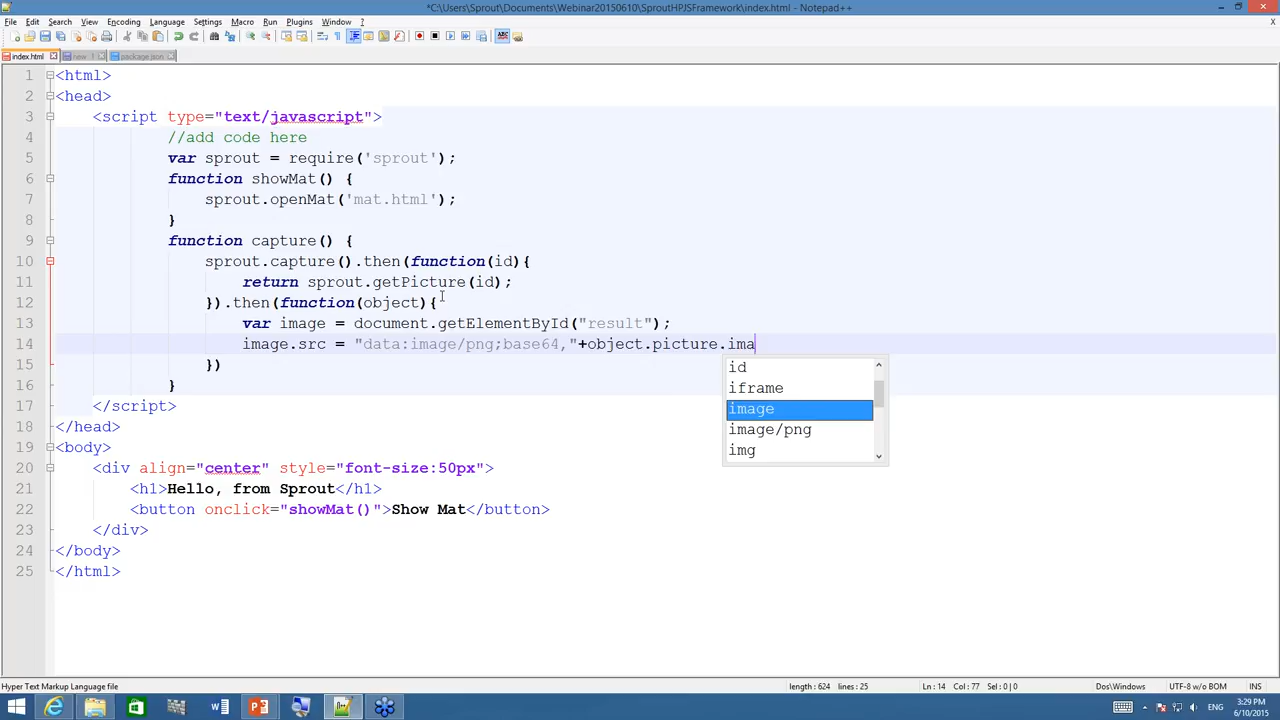 *C:\Users\Sprout\Documents\Webinar20150610\SproutHPJSFramework\index.html - Notepad++
File Edit Search View Encoding Language Settings Macro Run Plugins Window ? X
index.html new 1 package.json
1 <html>
2 <head>
3 <script type="text/javascript">
4 //add code here
5 var sprout = require('sprout');
6 function showMat() {
7 sprout.openMat('mat.html');
8 }
9 function capture() {
10 sprout.capture().then(function(id){
11 return sprout.getPicture(id);
12 }).then(function(object){
13 var image = document.getElementById("result");
14 image.src = "data:image/png;base64,"+object.picture.ima
15 })
16 }
17 </script>
18 </head>
19 <body>
20 <div align="center" style="font-size:50px">
21 <h1>Hello, from Sprout</h1>
22 <button onclick="showMat()">Show Mat</button>
23 </div>
24 </body>
25 </html>
id
iframe
image
image/png
img
Hyper Text Markup Language file length : 624 lines : 25 Ln : 14 Col : 77 Sel : 0 | 0 Dos\Windows UTF-8 w/o BOM INS
ENG 3:29 PM
6/10/2015